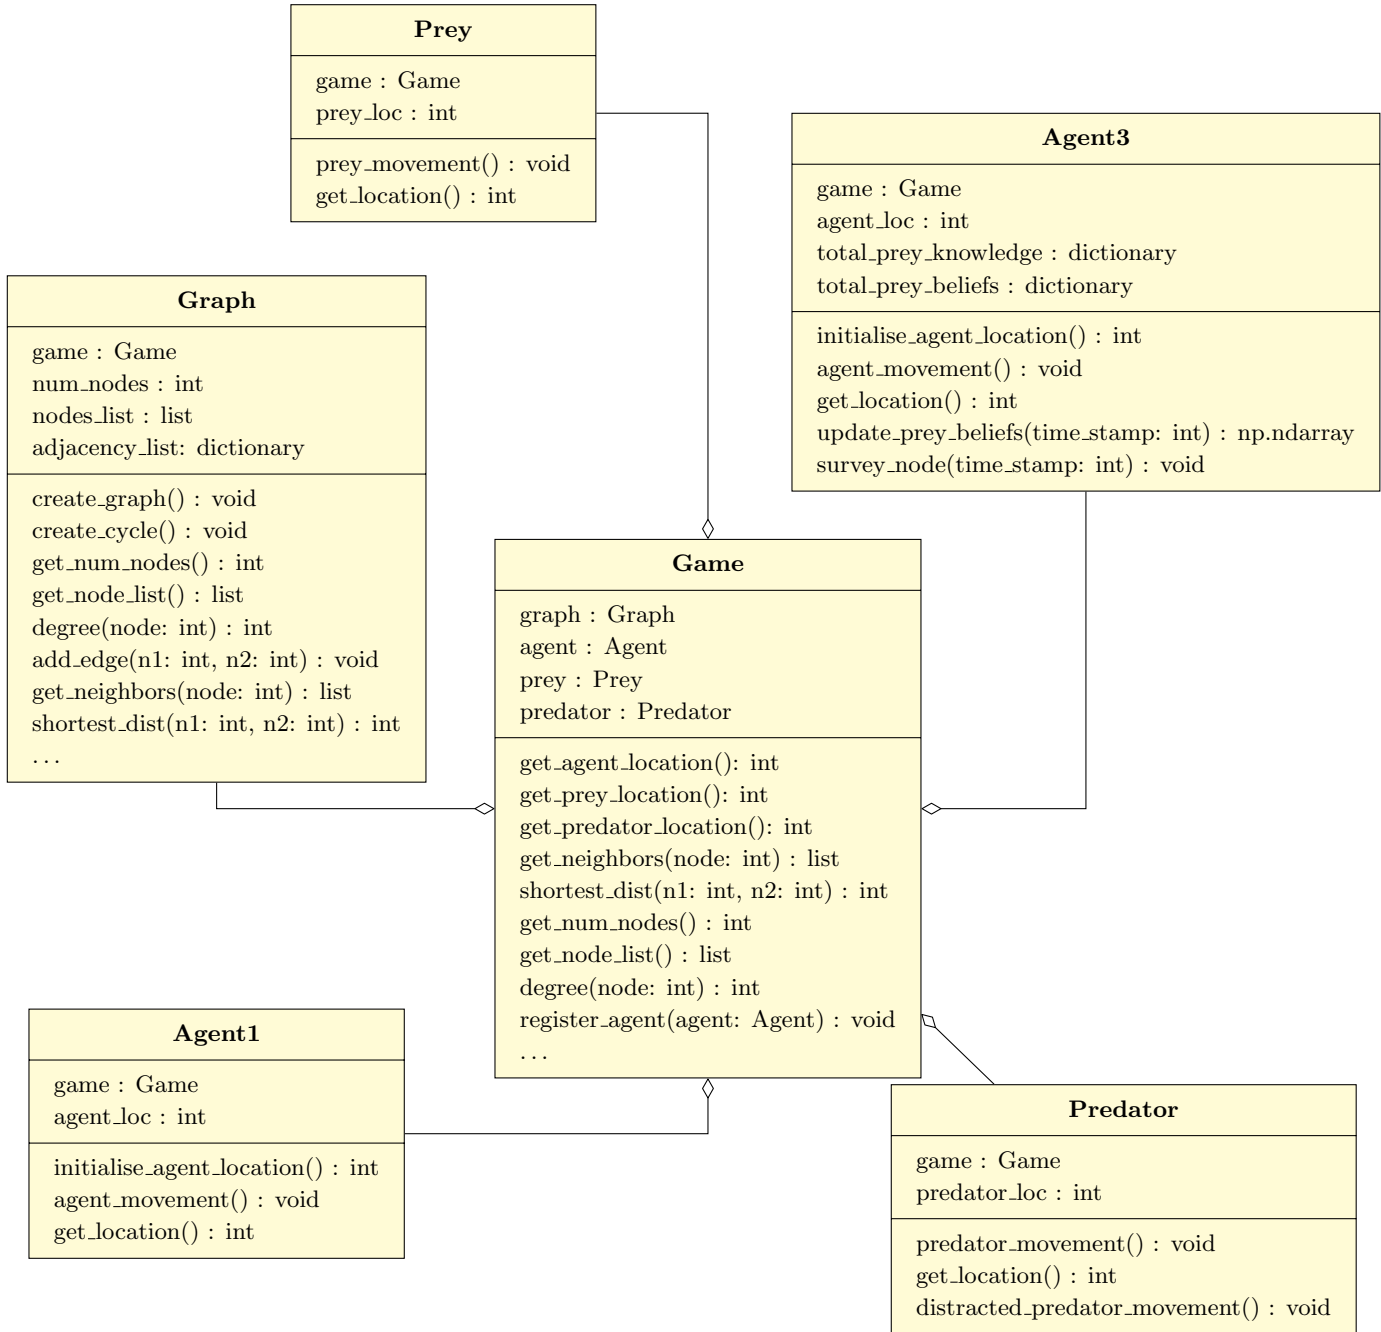 Prey
game : Game
prey_loc : int
prey_movement() : void
get_location() : int
Agent3
game : Game
agent_loc : int
total_prey_knowledge : dictionary
total_prey_beliefs : dictionary
initialise_agent_location() : int
agent_movement() : void
get_location() : int
update_prey_beliefs(time_stamp: int) : np.ndarray
survey_node(time_stamp: int) : void
Graph
game : Game
num_nodes : int
nodes_list : list
adjacency_list: dictionary
create_graph() : void
create_cycle() : void
get_num_nodes() : int
get_node_list() : list
degree(node: int) : int
add_edge(n1: int, n2: int) : void
get_neighbors(node: int) : list
shortest_dist(n1: int, n2: int) : int
...
Game
graph : Graph
agent : Agent
prey : Prey
predator : Predator
get_agent_location(): int
get_prey_location(): int
get_predator_location(): int
get_neighbors(node: int) : list
shortest_dist(n1: int, n2: int) : int
get_num_nodes() : int
get_node_list() : list
degree(node: int) : int
register_agent(agent: Agent) : void
...
Agent1
game : Game
agent_loc : int
initialise_agent_location() : int
agent_movement() : void
get_location() : int
Predator
game : Game
predator_loc : int
predator_movement() : void
get_location() : int
distracted_predator_movement() : void